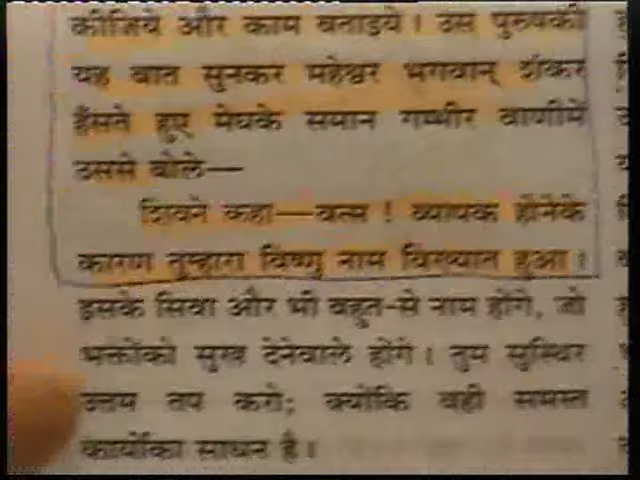 कीजिये और काम बताइये। उस पुरुषकी
यह बात सुनकर महेश्वर भगवान् शंकर
हँसते हुए मेघके समान गम्भीर वाणीमें
उससे बोले—
शिवने कहा—वत्स ! व्यापक होनेके
कारण तुम्हारा विष्णु नाम विख्यात हुआ।
इसके सिवा और भी बहुत-से नाम होंगे, जो
भक्तोंको सुख देनेवाले होंगे। तुम सुस्थिर
उत्तम तप करो; क्योंकि वही समस्त
कार्योंका साधन है।